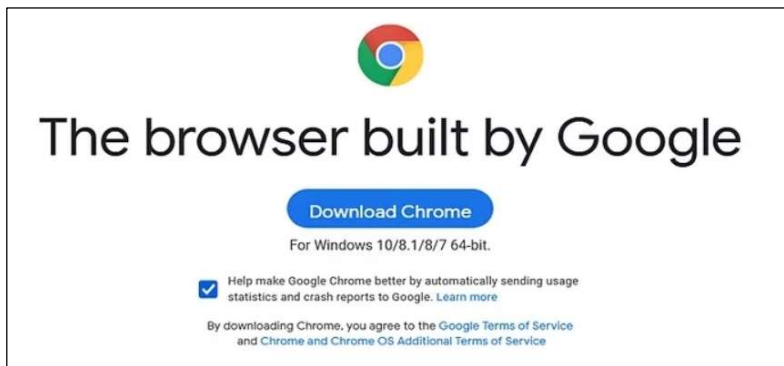 The browser built by Google
Download Chrome
For Windows 10/8.1/8/7 64-bit.
Help make Google Chrome better by automatically sending usage
statistics and crash reports to Google. Learn more
By downloading Chrome, you agree to the Google Terms of Service
and Chrome and Chrome OS Additional Terms of Service